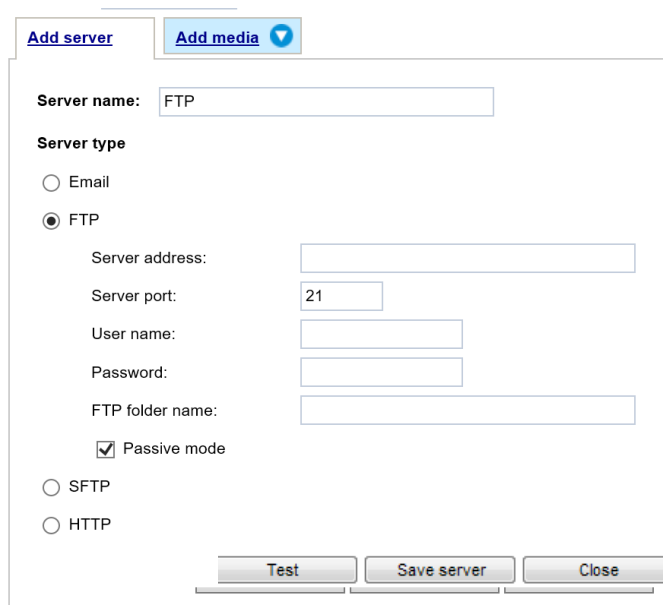 Add server Add media
Server name: FTP
Server type
Email
FTP
Server address:
Server port: 21
User name:
Password:
FTP folder name:
Passive mode
SFTP
HTTP
Test Save server Close